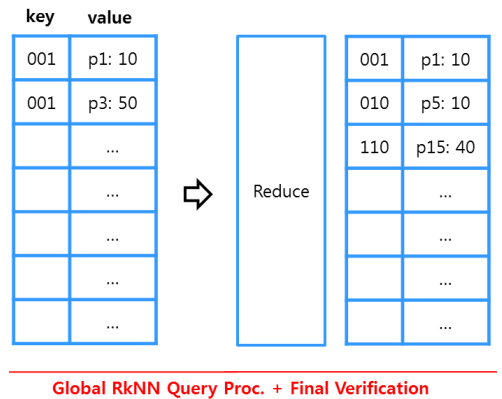 key value
001 p1: 10
001 p3: 50
...
...
...
...
...
Reduce
001 p1: 10
010 p5: 10
110 p15: 40
...
...
...
...
Global RkNN Query Proc. + Final Verification